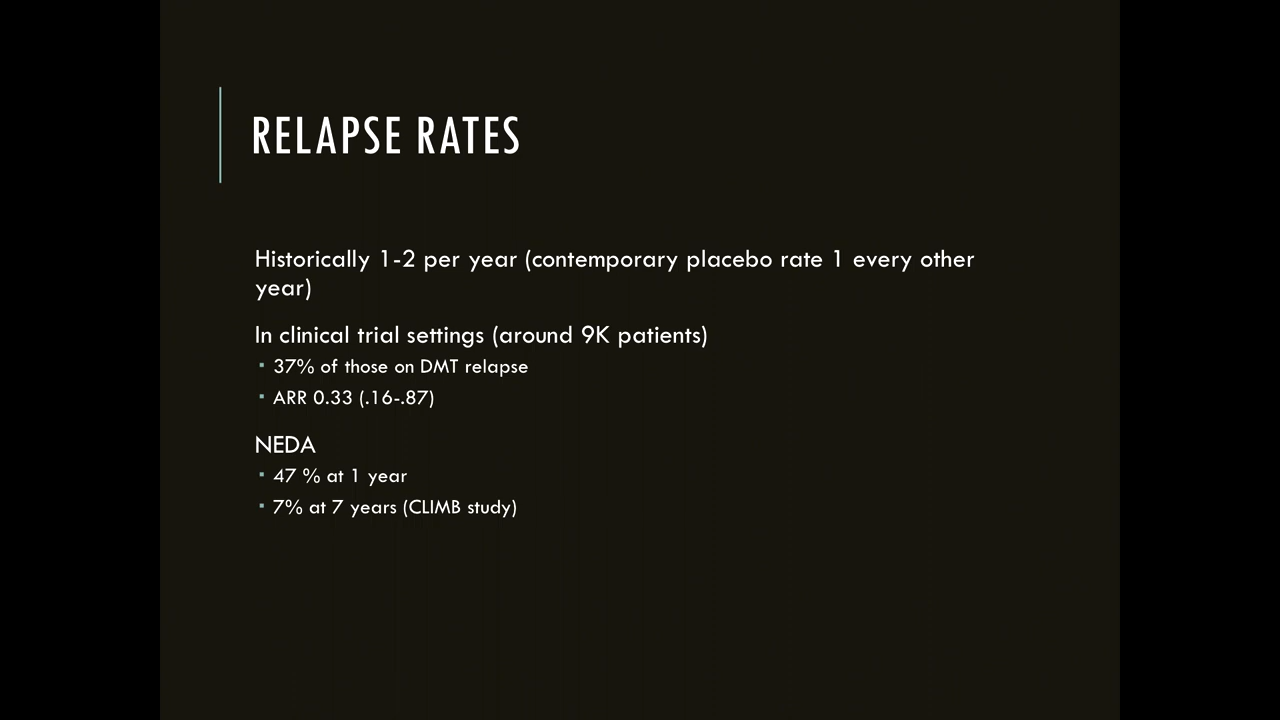 RELAPSE RATES
Historically 1-2 per year (contemporary placebo rate 1 every other
year)
In clinical trial settings (around 9K patients)
▪ 37% of those on DMT relapse
▪ ARR 0.33 (.16-.87)
NEDA
▪ 47 % at 1 year
▪ 7% at 7 years (CLIMB study)